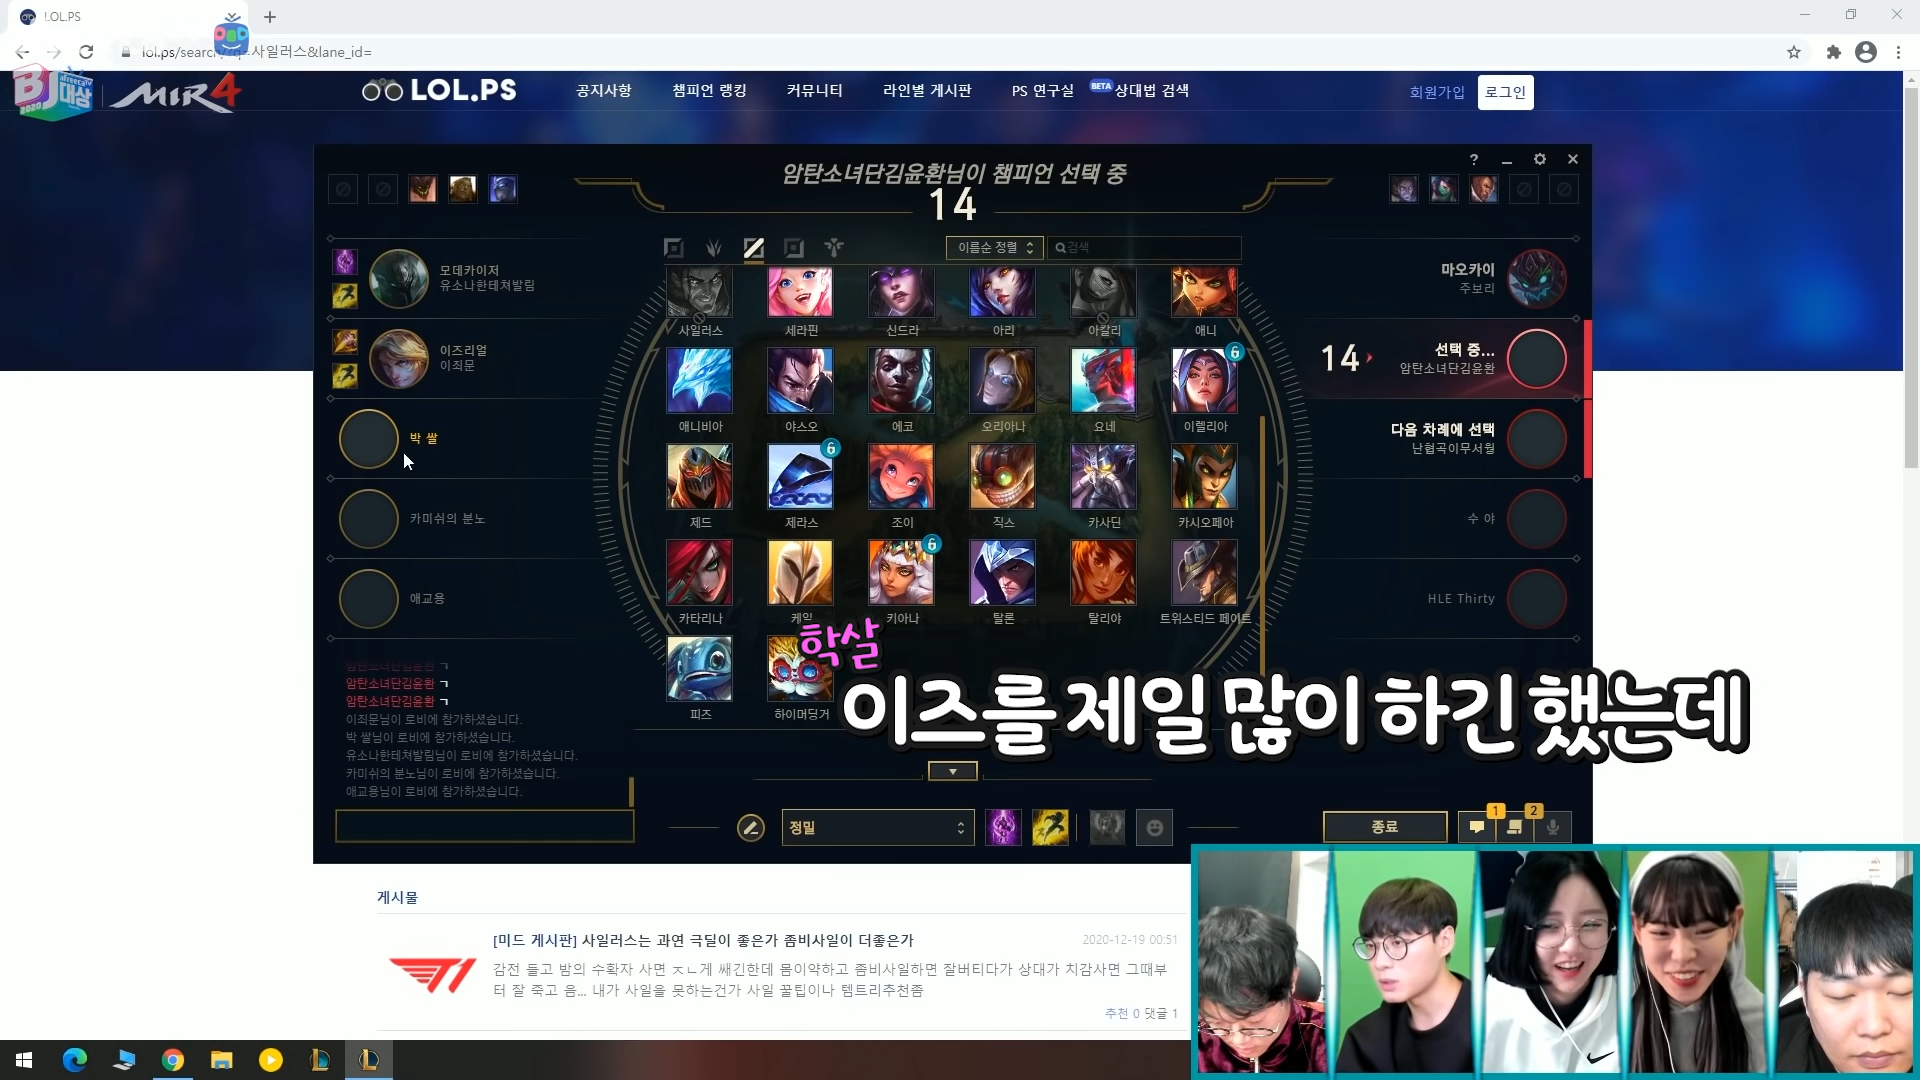 LOL.PS
lol.ps/search/?q=사일러스&lane_id=
BJ
2020
대상
MIR4
LOL.PS
공지사항
챔피언 랭킹
커뮤니티
라인별 게시판
PS 연구실
BETA
상대법 검색
회원가입
로그인
암탄소녀단김윤환님이 챔피언 선택 중
14
이름순 정렬
검색
모데카이저
유소나한테쳐발림
이즈리얼
이죄문
박 쌀
카미쉬의 분노
애교용
마오카이
주보리
14
선택 중...
암탄소녀단김윤환
다음 차례에 선택
난협곡이무서월
수 야
HLE Thirty
사일러스
세라핀
신드라
아리
아칼리
애니
애니비아
야스오
에코
오리아나
요네
이렐리아
제드
제라스
조이
직스
카사딘
카시오페아
카타리나
케일
키아나
탈론
탈리야
트위스티드 페이트
피즈
하이머딩거
학살
이즈를 제일 많이 하긴 했는데
암탄소녀단김윤환 ㄱ
암탄소녀단김윤환 ㄱ
암탄소녀단김윤환 ㄱ
이죄문님이 로비에 참가하셨습니다.
박 쌀님이 로비에 참가하셨습니다.
유소나한테쳐발림님이 로비에 참가하셨습니다.
카미쉬의 분노님이 로비에 참가하셨습니다.
애교용님이 로비에 참가하셨습니다.
정밀
종료
1
2
게시물
[미드 게시판] 사일러스는 과연 극딜이 좋은가 좀비사일이 더좋은가
2020-12-19 00:51
감전 들고 밤의 수확자 사면 ㅈㄴ게 쌔긴한데 몸이약하고 좀비사일하면 잘버티다가 상대가 치감사면 그때부
터 잘 죽고 음... 내가 사일을 못하는건가 사일 꿀팁이나 템트리추천좀
추천 0 댓글 1
T1